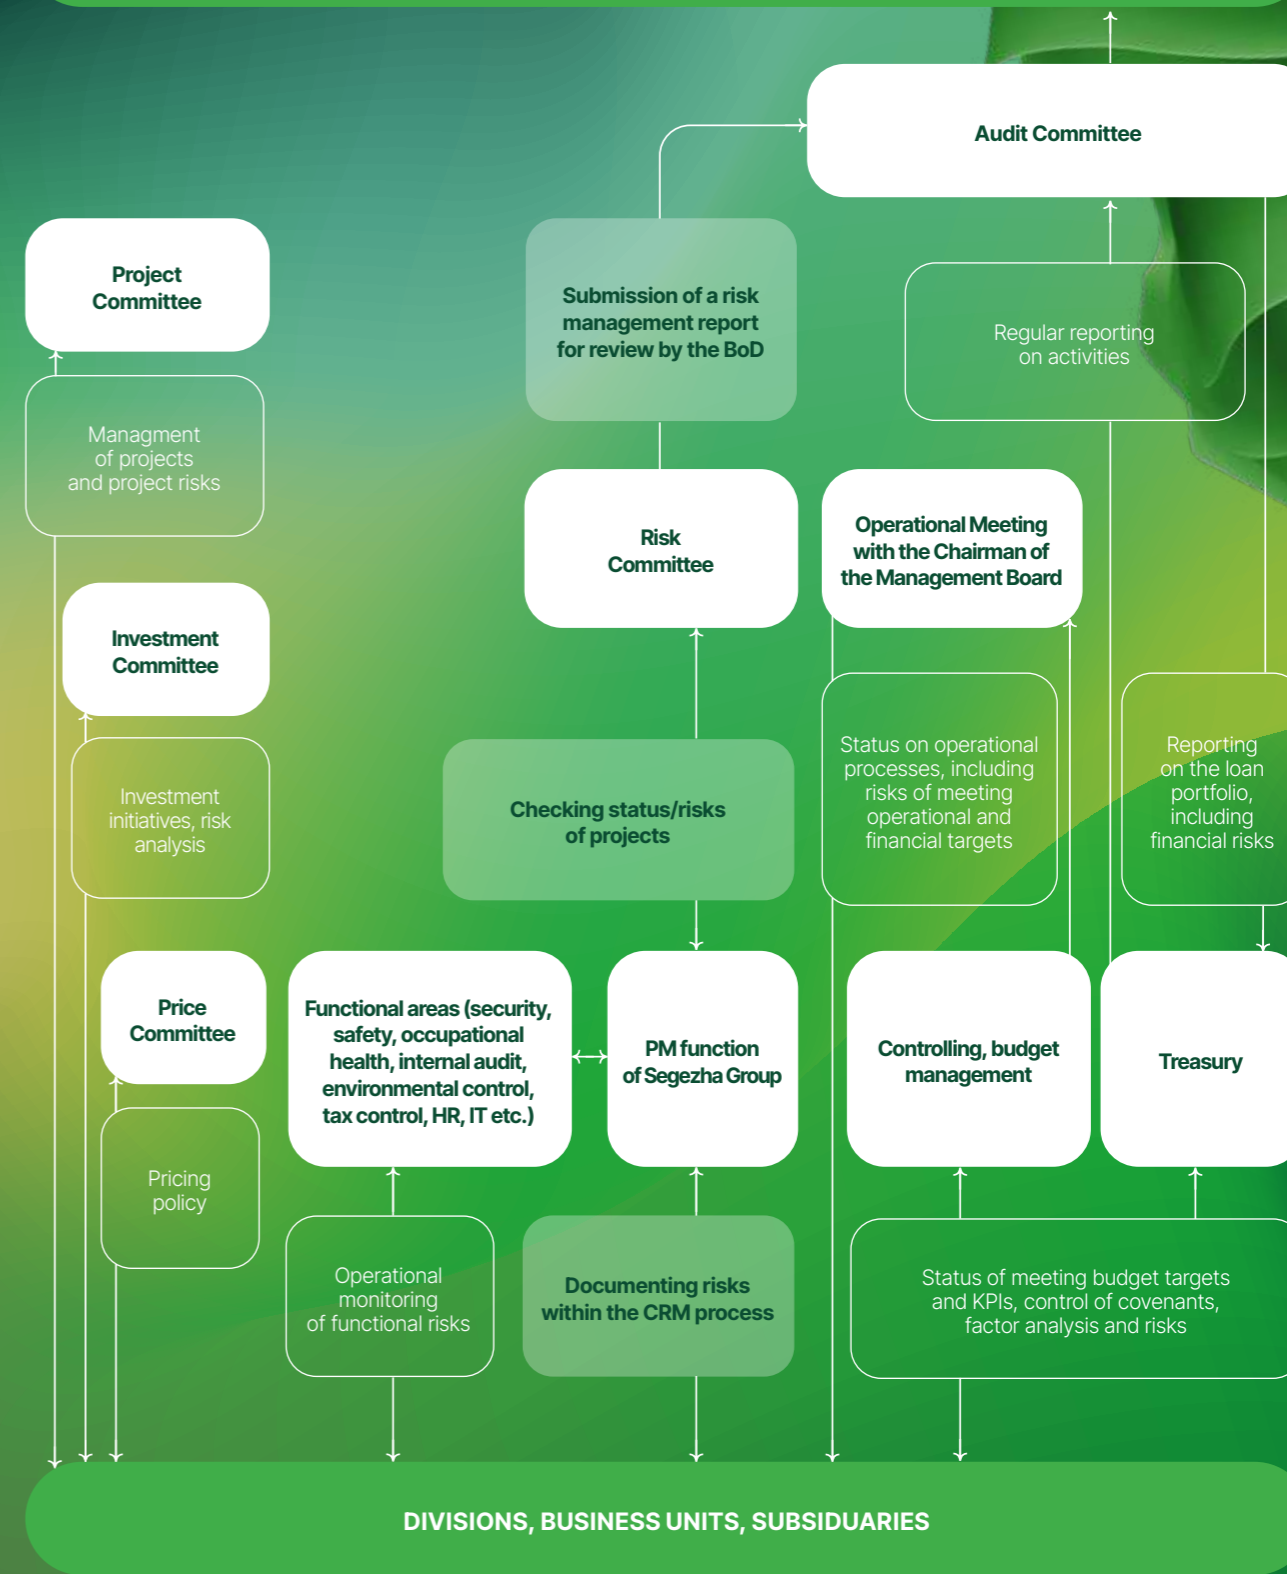 Audit Committee
Project
Committee
Submission of a risk
management report
for review by the BoD
Regular reporting
on activities
Managment
of projects
and project risks
Risk
Committee
Operational Meeting
with the Chairman of
the Management Board
Investment
Committee
Investment
initiatives, risk
analysis
Checking status/risks
of projects
Status on operational
processes, including
risks of meeting
operational and
financial targets
Reporting
on the loan
portfolio,
including
financial risks
Price
Committee
Functional areas (security,
safety, occupational
health, internal audit,
environmental control,
tax control, HR, IT etc.)
PM function
of Segezha Group
Controlling, budget
management
Treasury
Pricing
policy
Operational
monitoring
of functional risks
Documenting risks
within the CRM process
Status of meeting budget targets
and KPIs, control of covenants,
factor analysis and risks
DIVISIONS, BUSINESS UNITS, SUBSIDUARIES